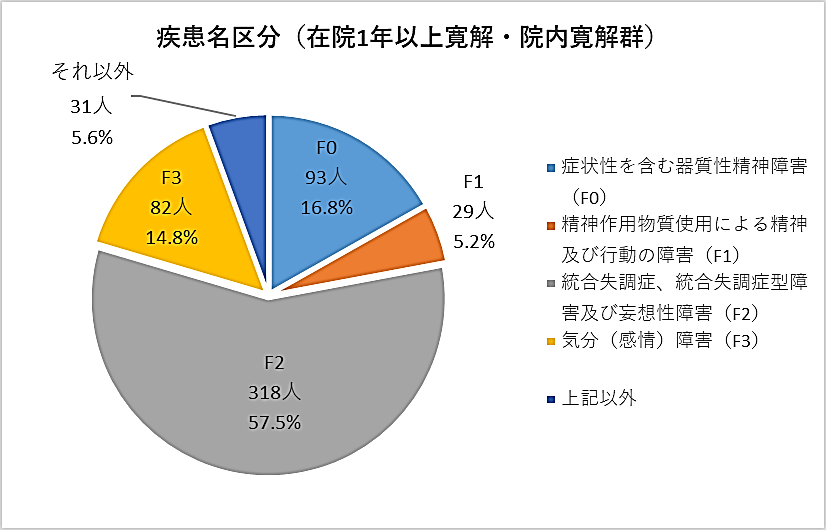 疾患名区分（在院1年以上寛解・院内寛解群）
それ以外
31人
5.6%
F0
93人
16.8%
F1
29人
5.2%
F3
82人
14.8%
F2
318人
57.5%
症状性を含む器質性精神障害
（F0）
精神作用物質使用による精神
及び行動の障害（F1）
統合失調症、統合失調症型障
害及び妄想性障害（F2）
気分（感情）障害（F3）
上記以外